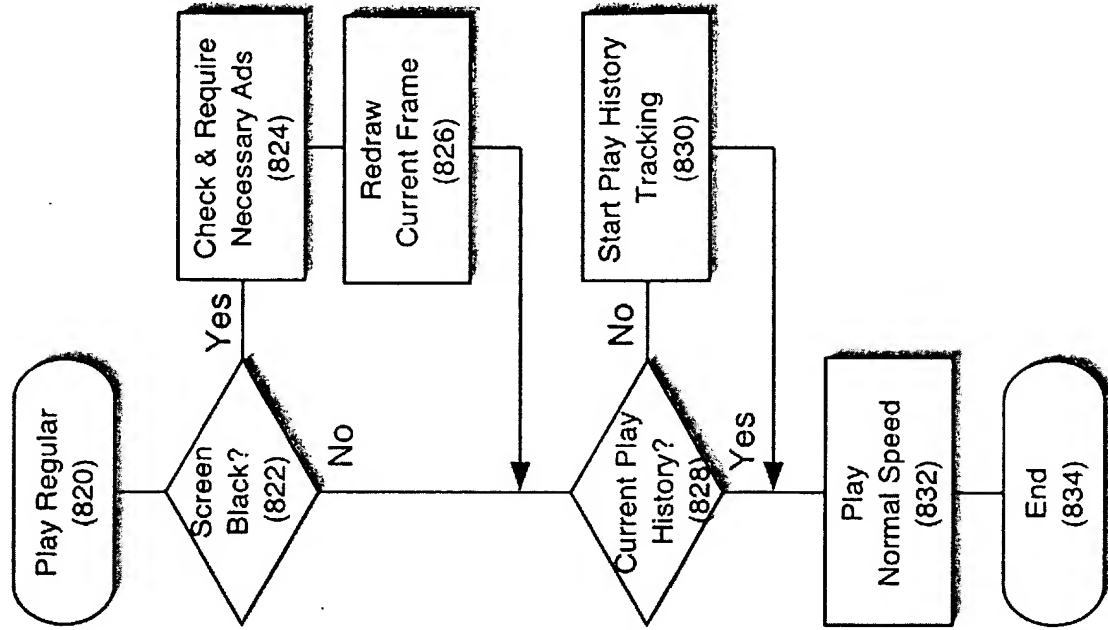 Play Regular
(820)
Screen
Black?
(822)
Yes
Check & Require
Necessary Ads
(824)
Redraw
Current Frame
(826)
No
Current Play
History?
(828)
No
Start Play History
Tracking
(830)
Yes
Play
Normal Speed
(832)
End
(834)